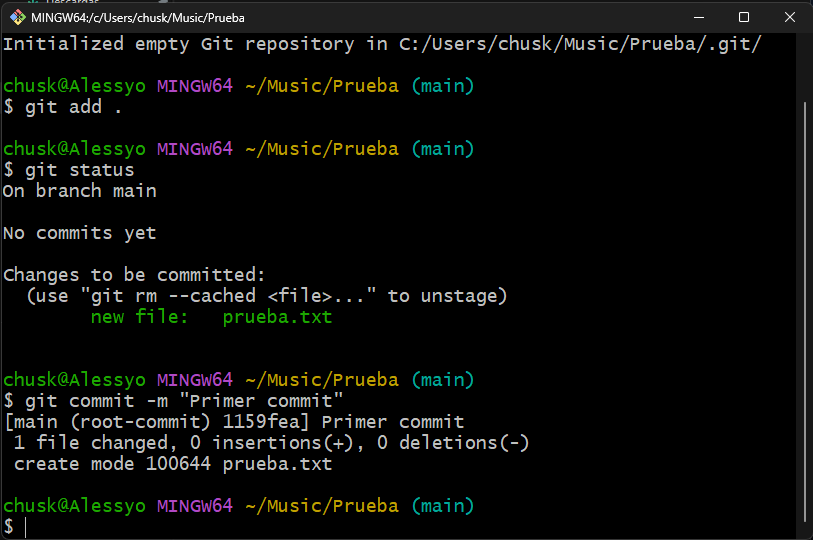 MINGW64:/c/Users/chusk/Music/Prueba
Initialized empty Git repository in C:/Users/chusk/Music/Prueba/.git/
chusk@Alessyo MINGW64 ~/Music/Prueba (main)
$ git add .
chusk@Alessyo MINGW64 ~/Music/Prueba (main)
$ git status
On branch main
No commits yet
Changes to be committed:
  (use "git rm --cached <file>..." to unstage)
        new file:   prueba.txt
chusk@Alessyo MINGW64 ~/Music/Prueba (main)
$ git commit -m "Primer commit"
[main (root-commit) 1159fea] Primer commit
 1 file changed, 0 insertions(+), 0 deletions(-)
 create mode 100644 prueba.txt
chusk@Alessyo MINGW64 ~/Music/Prueba (main)
$